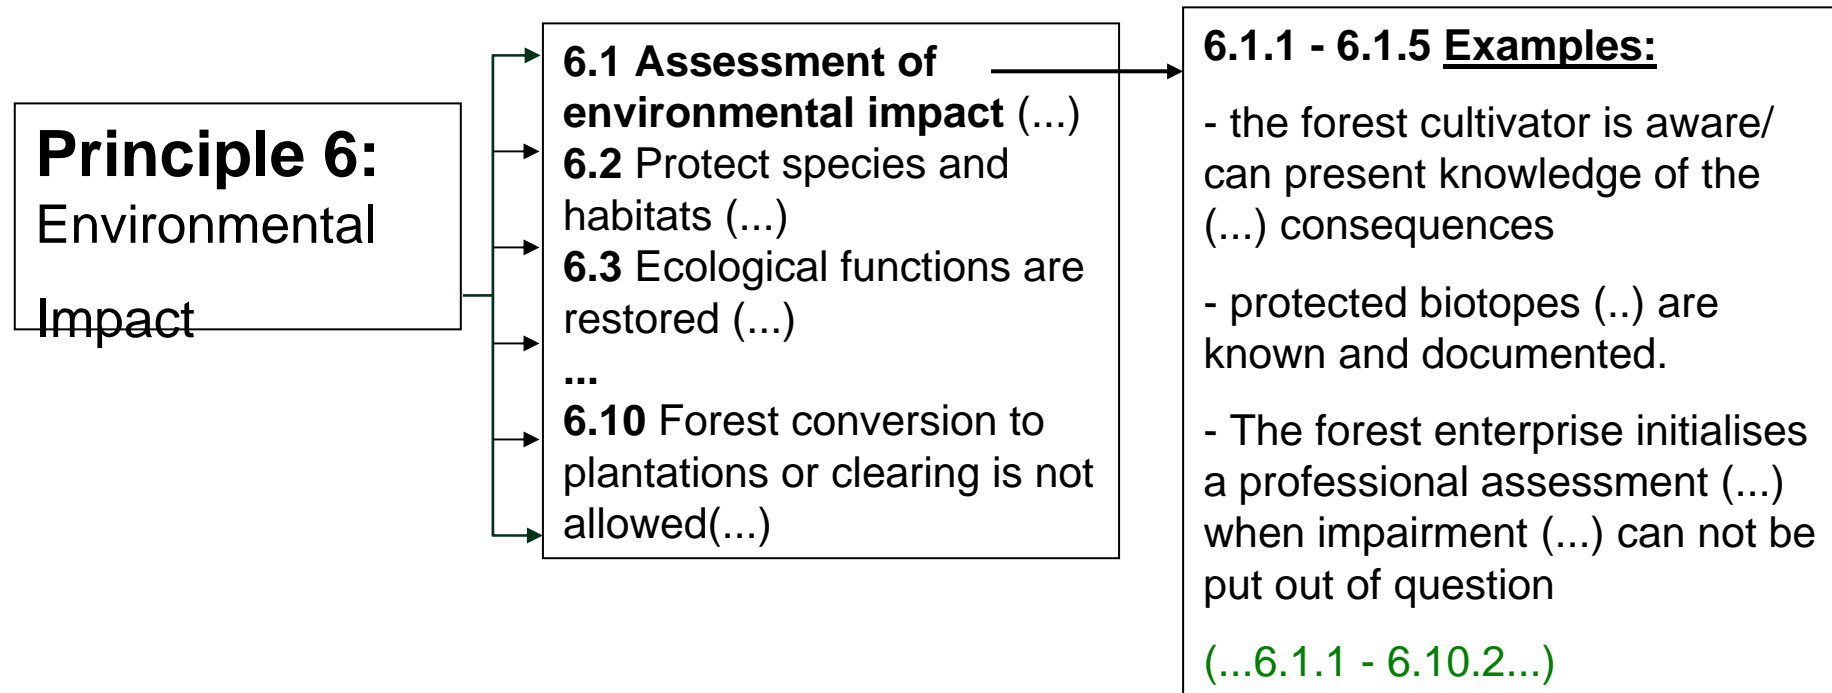 Principle 6:
Environmental
Impact
6.1 Assessment of
environmental impact (...)
6.2 Protect species and
habitats (...)
6.3 Ecological functions are
restored (...)
...
6.10 Forest conversion to
plantations or clearing is not
allowed(...)
6.1.1 - 6.1.5 Examples:
- the forest cultivator is aware/
can present knowledge of the
(...) consequences
- protected biotopes (..) are
known and documented.
- The forest enterprise initialises
a professional assessment (...)
when impairment (...) can not be
put out of question
(...6.1.1 - 6.10.2...)